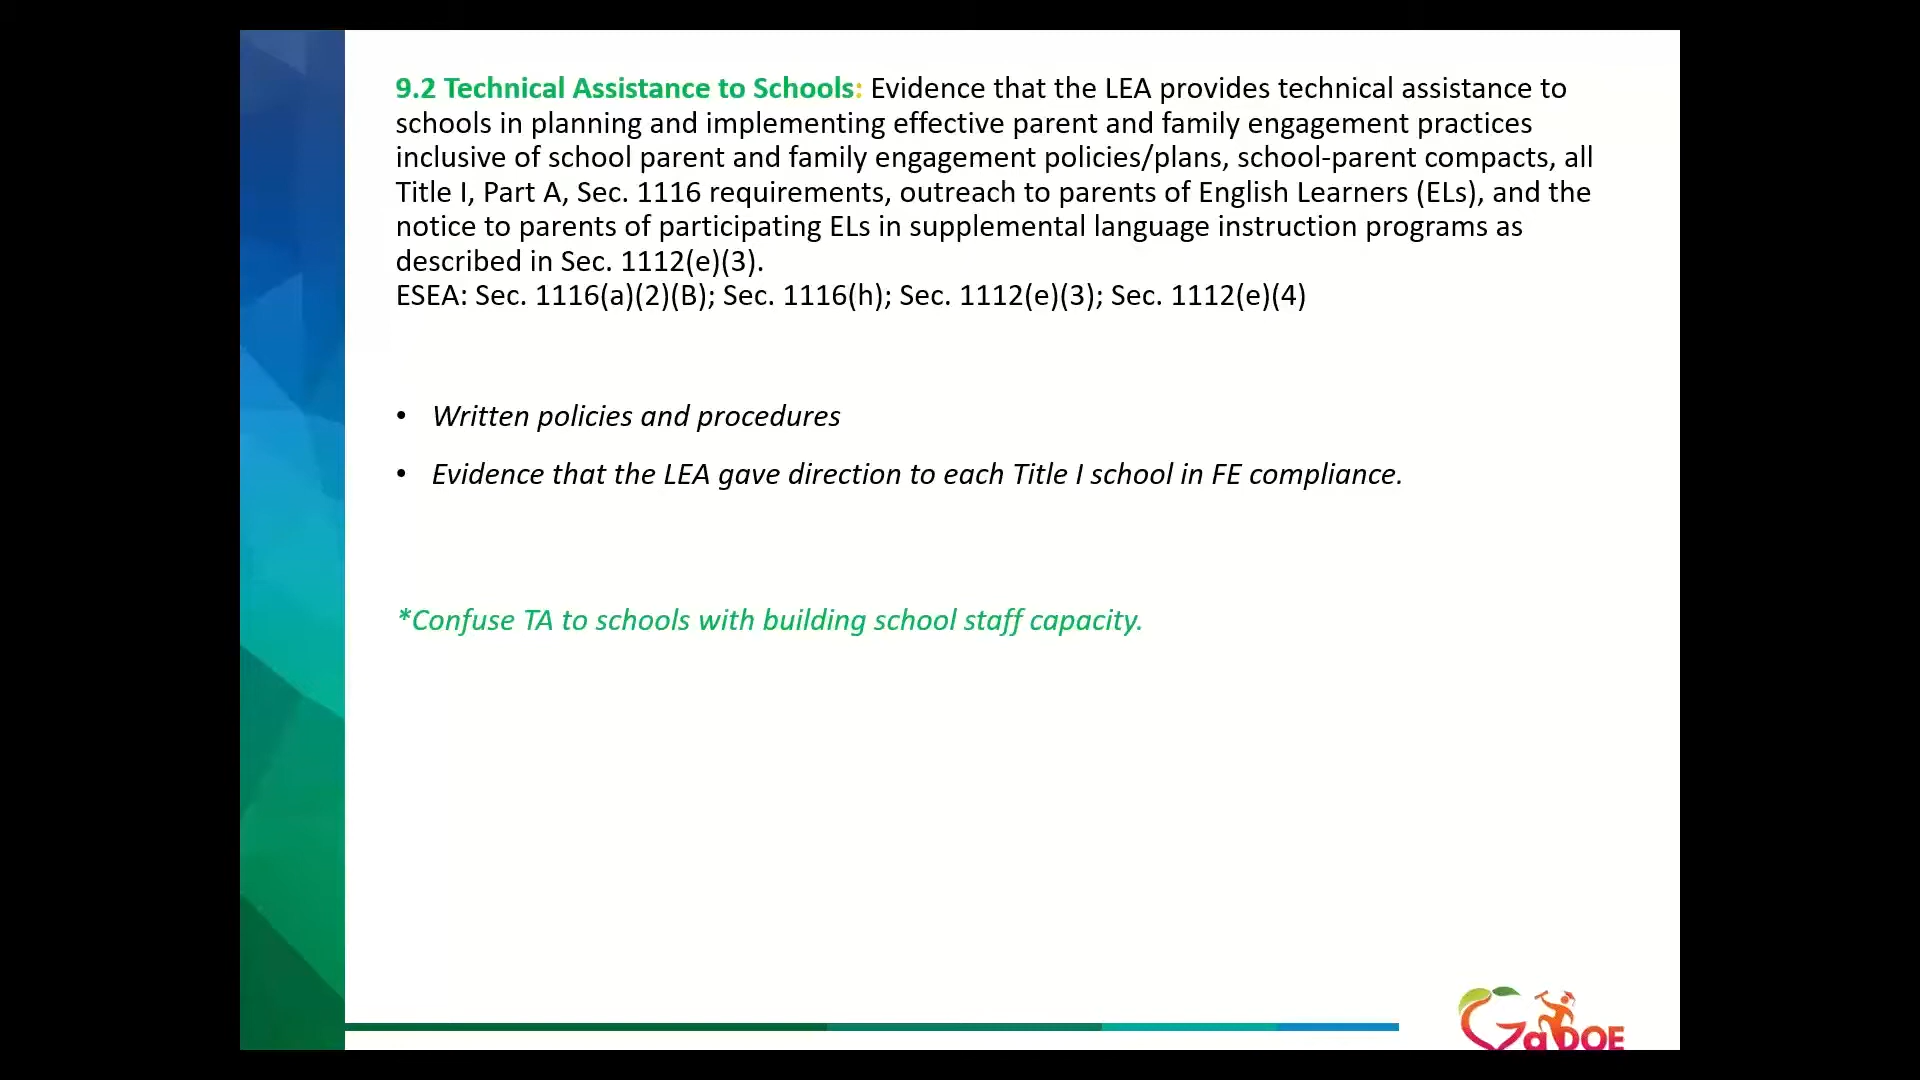 9.2 Technical Assistance to Schools: Evidence that the LEA provides technical assistance to
schools in planning and implementing effective parent and family engagement practices
inclusive of school parent and family engagement policies/plans, school-parent compacts, all
Title I, Part A, Sec. 1116 requirements, outreach to parents of English Learners (ELs), and the
notice to parents of participating ELs in supplemental language instruction programs as
described in Sec. 1112(e)(3).
ESEA: Sec. 1116(a)(2)(B); Sec. 1116(h); Sec. 1112(e)(3); Sec. 1112(e)(4)
• Written policies and procedures
• Evidence that the LEA gave direction to each Title I school in FE compliance.
*Confuse TA to schools with building school staff capacity.
GaDOE